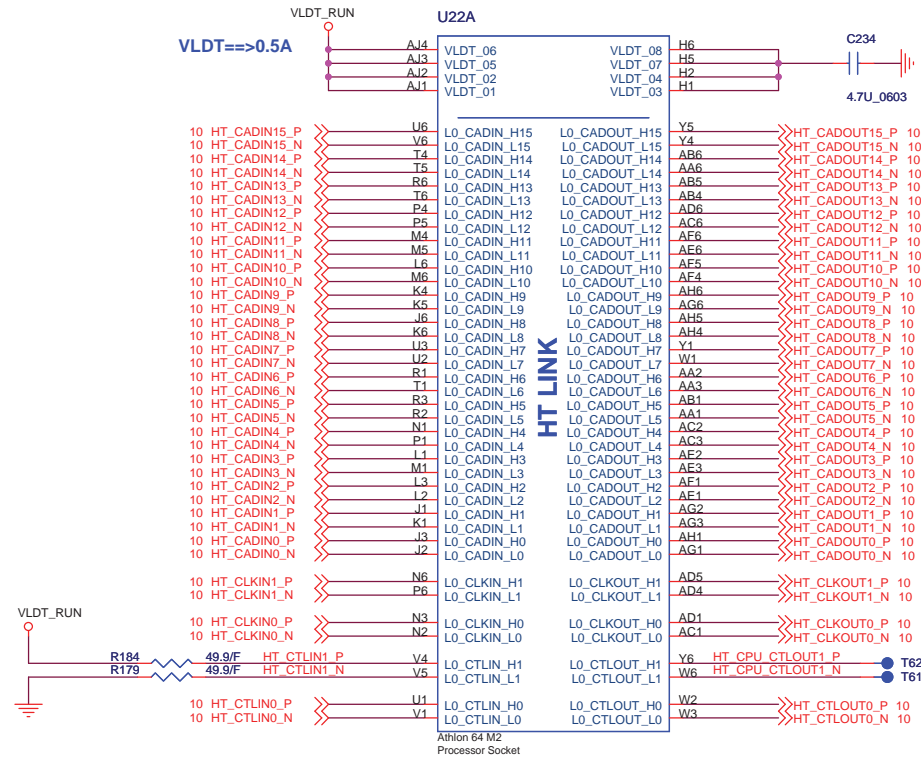 VLDT_RUN
U22A
VLDT==>0.5A
C234
4.7U_0603
AJ4 VLDT_06 VLDT_08 H6
AJ3 VLDT_05 VLDT_07 H5
AJ2 VLDT_02 VLDT_04 H2
AJ1 VLDT_01 VLDT_03 H1
10 HT_CADIN15_P U6 L0_CADIN_H15 L0_CADOUT_H15 Y5 HT_CADOUT15_P 10
10 HT_CADIN15_N V6 L0_CADIN_L15 L0_CADOUT_L15 Y4 HT_CADOUT15_N 10
10 HT_CADIN14_P T4 L0_CADIN_H14 L0_CADOUT_H14 AB6 HT_CADOUT14_P 10
10 HT_CADIN14_N T5 L0_CADIN_L14 L0_CADOUT_L14 AA6 HT_CADOUT14_N 10
10 HT_CADIN13_P R6 L0_CADIN_H13 L0_CADOUT_H13 AB5 HT_CADOUT13_P 10
10 HT_CADIN13_N T6 L0_CADIN_L13 L0_CADOUT_L13 AB4 HT_CADOUT13_N 10
10 HT_CADIN12_P P4 L0_CADIN_H12 L0_CADOUT_H12 AD6 HT_CADOUT12_P 10
10 HT_CADIN12_N P5 L0_CADIN_L12 L0_CADOUT_L12 AC6 HT_CADOUT12_N 10
10 HT_CADIN11_P M4 L0_CADIN_H11 L0_CADOUT_H11 AF6 HT_CADOUT11_P 10
10 HT_CADIN11_N M5 L0_CADIN_L11 L0_CADOUT_L11 AE6 HT_CADOUT11_N 10
10 HT_CADIN10_P L6 L0_CADIN_H10 L0_CADOUT_H10 AF5 HT_CADOUT10_P 10
10 HT_CADIN10_N M6 L0_CADIN_L10 L0_CADOUT_L10 AF4 HT_CADOUT10_N 10
10 HT_CADIN9_P K4 L0_CADIN_H9 L0_CADOUT_H9 AH6 HT_CADOUT9_P 10
10 HT_CADIN9_N K5 L0_CADIN_L9 L0_CADOUT_L9 AG6 HT_CADOUT9_N 10
10 HT_CADIN8_P J6 L0_CADIN_H8 L0_CADOUT_H8 AH5 HT_CADOUT8_P 10
10 HT_CADIN8_N K6 L0_CADIN_L8 L0_CADOUT_L8 AH4 HT_CADOUT8_N 10
10 HT_CADIN7_P U3 L0_CADIN_H7 L0_CADOUT_H7 Y1 HT_CADOUT7_P 10
10 HT_CADIN7_N U2 L0_CADIN_L7 L0_CADOUT_L7 W1 HT_CADOUT7_N 10
10 HT_CADIN6_P R1 L0_CADIN_H6 L0_CADOUT_H6 AA2 HT_CADOUT6_P 10
10 HT_CADIN6_N T1 L0_CADIN_L6 L0_CADOUT_L6 AA3 HT_CADOUT6_N 10
10 HT_CADIN5_P R3 L0_CADIN_H5 L0_CADOUT_H5 AB1 HT_CADOUT5_P 10
10 HT_CADIN5_N R2 L0_CADIN_L5 L0_CADOUT_L5 AA1 HT_CADOUT5_N 10
10 HT_CADIN4_P N1 L0_CADIN_H4 L0_CADOUT_H4 AC2 HT_CADOUT4_P 10
10 HT_CADIN4_N P1 L0_CADIN_L4 L0_CADOUT_L4 AC3 HT_CADOUT4_N 10
10 HT_CADIN3_P L1 L0_CADIN_H3 L0_CADOUT_H3 AE2 HT_CADOUT3_P 10
10 HT_CADIN3_N M1 L0_CADIN_L3 L0_CADOUT_L3 AE3 HT_CADOUT3_N 10
10 HT_CADIN2_P L3 L0_CADIN_H2 L0_CADOUT_H2 AF1 HT_CADOUT2_P 10
10 HT_CADIN2_N L2 L0_CADIN_L2 L0_CADOUT_L2 AE1 HT_CADOUT2_N 10
10 HT_CADIN1_P J1 L0_CADIN_H1 L0_CADOUT_H1 AG2 HT_CADOUT1_P 10
10 HT_CADIN1_N K1 L0_CADIN_L1 L0_CADOUT_L1 AG3 HT_CADOUT1_N 10
10 HT_CADIN0_P J3 L0_CADIN_H0 L0_CADOUT_H0 AH1 HT_CADOUT0_P 10
10 HT_CADIN0_N J2 L0_CADIN_L0 L0_CADOUT_L0 AG1 HT_CADOUT0_N 10
HT LINK
10 HT_CLKIN1_P N6 L0_CLKIN_H1 L0_CLKOUT_H1 AD5 HT_CLKOUT1_P 10
10 HT_CLKIN1_N P6 L0_CLKIN_L1 L0_CLKOUT_L1 AD4 HT_CLKOUT1_N 10
VLDT_RUN
10 HT_CLKIN0_P N3 L0_CLKIN_H0 L0_CLKOUT_H0 AD1 HT_CLKOUT0_P 10
10 HT_CLKIN0_N N2 L0_CLKIN_L0 L0_CLKOUT_L0 AC1 HT_CLKOUT0_N 10
R184 49.9/F HT_CTLIN1_P V4 L0_CTLIN_H1 L0_CTLOUT_H1 Y6 HT_CPU_CTLOUT1_P T62
R179 49.9/F HT_CTLIN1_N V5 L0_CTLIN_L1 L0_CTLOUT_L1 W6 HT_CPU_CTLOUT1_N T61
10 HT_CTLIN0_P U1 L0_CTLIN_H0 L0_CTLOUT_H0 W2 HT_CTLOUT0_P 10
10 HT_CTLIN0_N V1 L0_CTLIN_L0 L0_CTLOUT_L0 W3 HT_CTLOUT0_N 10
Athlon 64 M2
Processor Socket